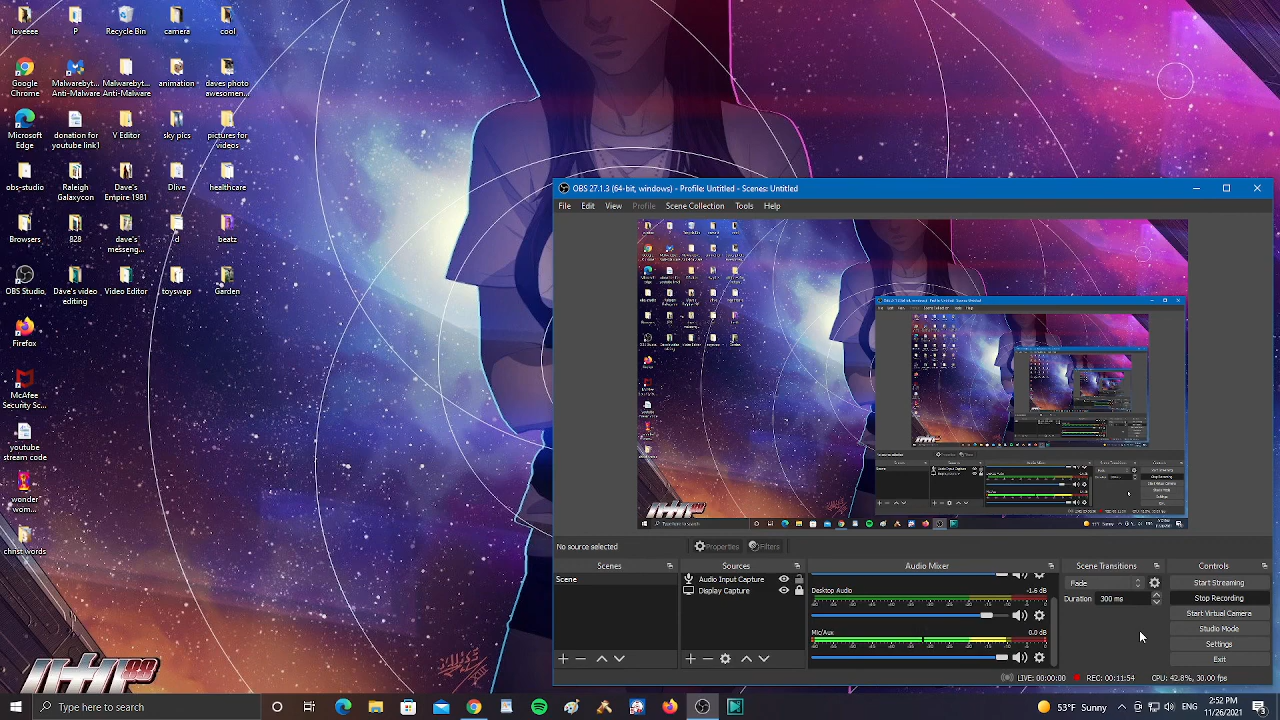 loveeee
P
Recycle Bin
camera
cool
Google Chrome
Malwareby... Anti-Malware
Malwareby... Anti-Malware
animation
daves photo awesomen...
Microsoft Edge
donation for youtube link1
V Editor
sky pics
pictures for videos
obs-studio
Raleigh Galaxycon
Dave's Empire 1981
Dlive
healthcare
users
B2B
dave's messeng...
d
beatz
OBS Studio,
Dave's video editing
Video Editor
toyswap
Garden
Firefox
McAfee Security Sc...
youtube stream code
wonder wom...
christ words
OBS 27.1.3 (64-bit, windows) - Profile: Untitled - Scenes: Untitled
File Edit View Profile Scene Collection Tools Help
No source selected
Properties
Filters
Scenes
Sources
Audio Mixer
Scene Transitions
Controls
Scene
Audio Input Capture
Display Capture
Desktop Audio
-1.6 dB
Mic/Aux
0.0 dB
Fade
Duration 300 ms
Start Streaming
Stop Recording
Start Virtual Camera
Studio Mode
Settings
Exit
LIVE: 00:00:00
REC: 00:11:54
CPU: 42.8%, 30.00 fps
Type here to search
53°F Sunny
ENG
2:52 PM
11/26/2021